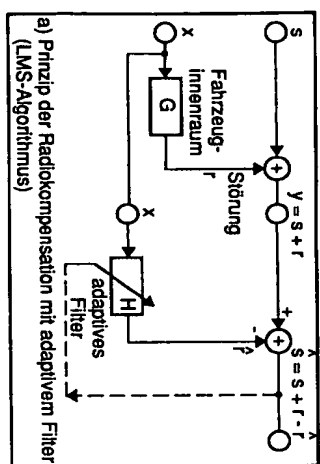 s
y = s + r
ŝ = s + r - r̂
+
+
+
-
Störung
r
r̂
Fahrzeug-
innenraum
G
H
x
x
adaptives
Filter
a) Prinzip der Radiokompensation mit adaptivem Filter
(LMS-Algorithmus)